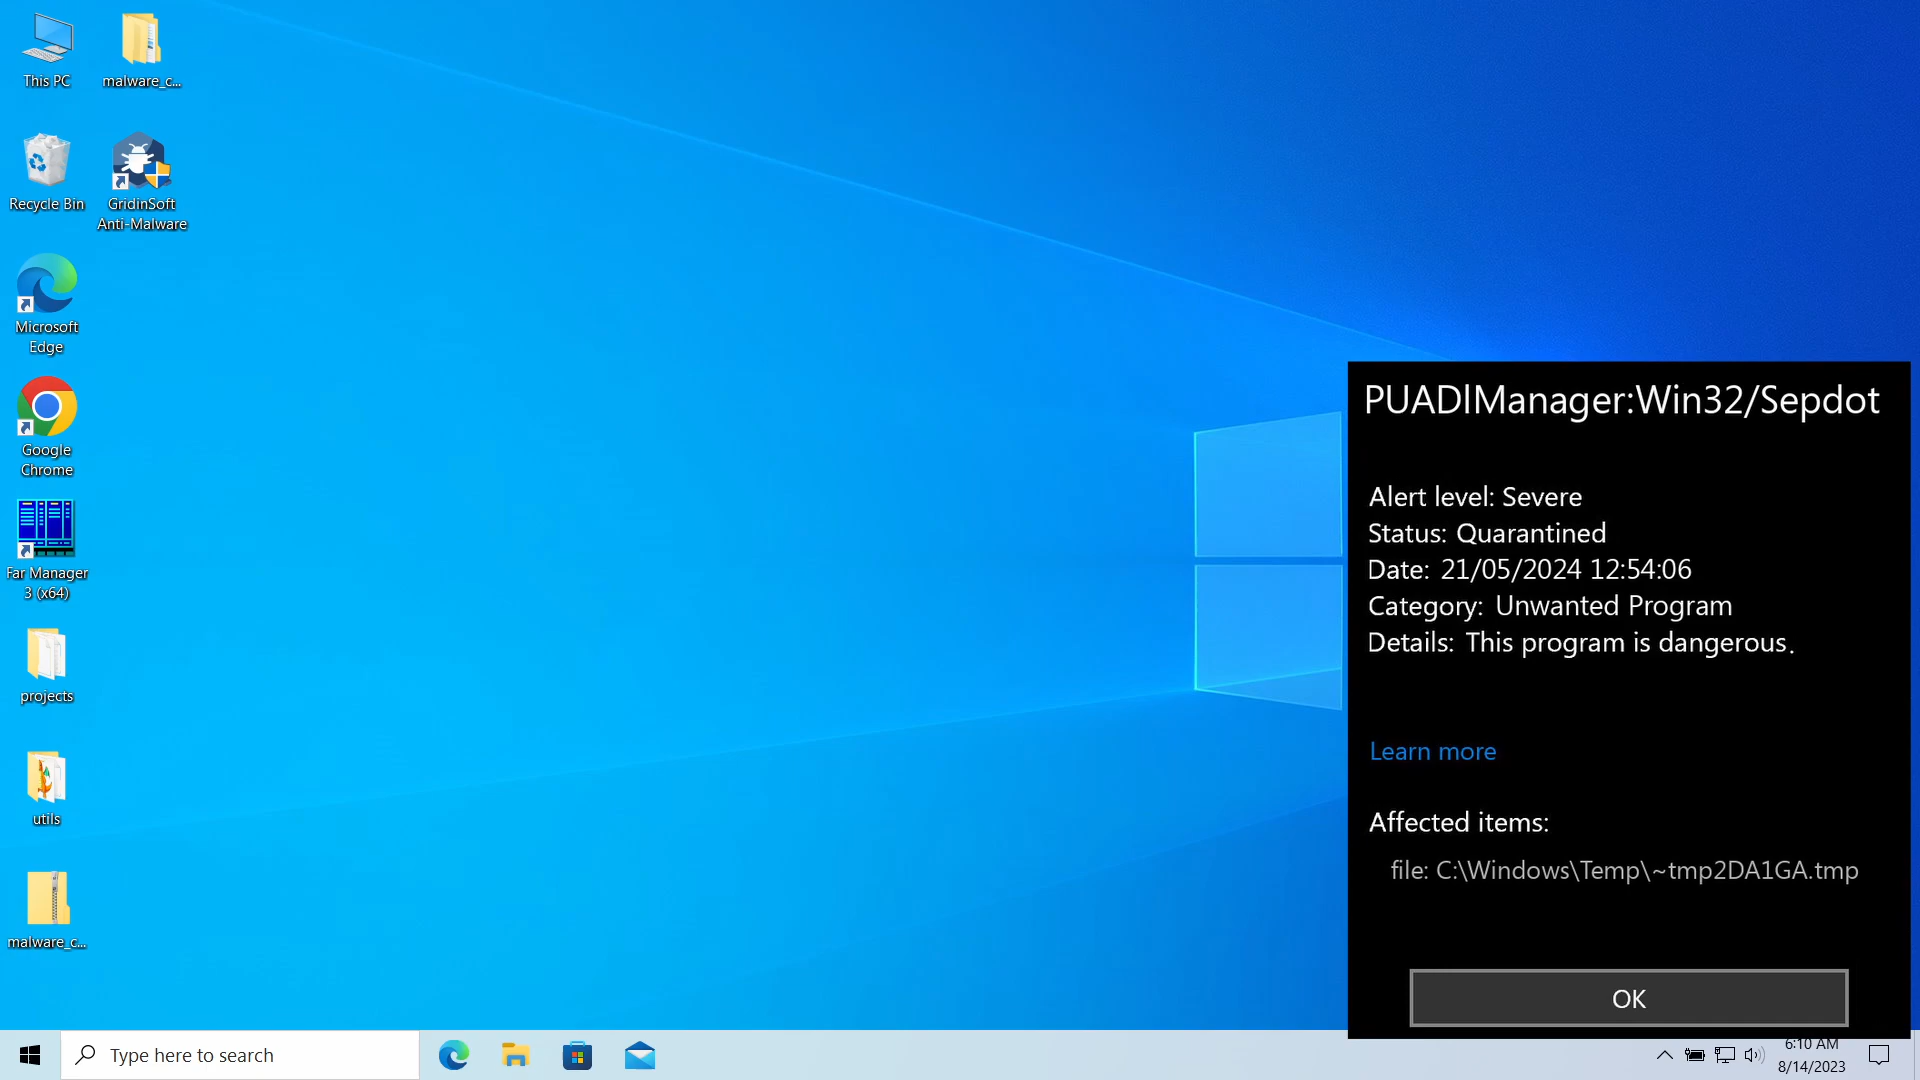 This PC
malware_c...
Recycle Bin
GridinSoft
Anti-Malware
Microsoft
Edge
Google
Chrome
Far Manager
3 (x64)
projects
utils
malware_c...
PUADlManager:Win32/Sepdot
Alert level: Severe
Status: Quarantined
Date: 21/05/2024 12:54:06
Category: Unwanted Program
Details: This program is dangerous.
Learn more
Affected items:
file: C:\Windows\Temp\~tmp2DA1GA.tmp
OK
Type here to search
6:10 AM
8/14/2023